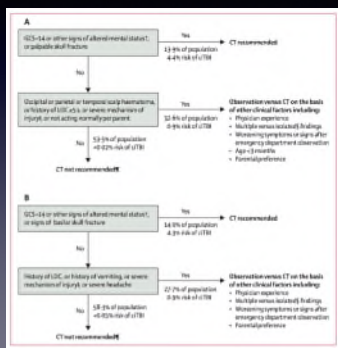 A
GCS=14 or other signs of altered mental status†,
or palpable skull fracture
Yes
13·9% of population
4·4% risk of ciTBI
CT recommended
No
Occipital or parietal or temporal scalp haematoma,
or history of LOC ≥5 s, or severe mechanism of
injury‡, or not acting normally per parent
Yes
32·6% of population
0·9% risk of ciTBI
Observation versus CT on the basis
of other clinical factors including:
• Physician experience
• Multiple versus isolated§ findings
• Worsening symptoms or signs after
emergency department observation
• Age <3 months
• Parental preference
No
53·5% of population
<0·02% risk of ciTBI
CT not recommended¶
B
GCS=14 or other signs of altered mental status†,
or signs of basilar skull fracture
Yes
14·0% of population
4·3% risk of ciTBI
CT recommended
No
History of LOC, or history of vomiting, or severe
mechanism of injury‡, or severe headache
Yes
27·7% of population
0·9% risk of ciTBI
Observation versus CT on the basis
of other clinical factors including:
• Physician experience
• Multiple versus isolated§ findings
• Worsening symptoms or signs after
emergency department observation
• Parental preference
No
58·3% of population
<0·05% risk of ciTBI
CT not recommended¶